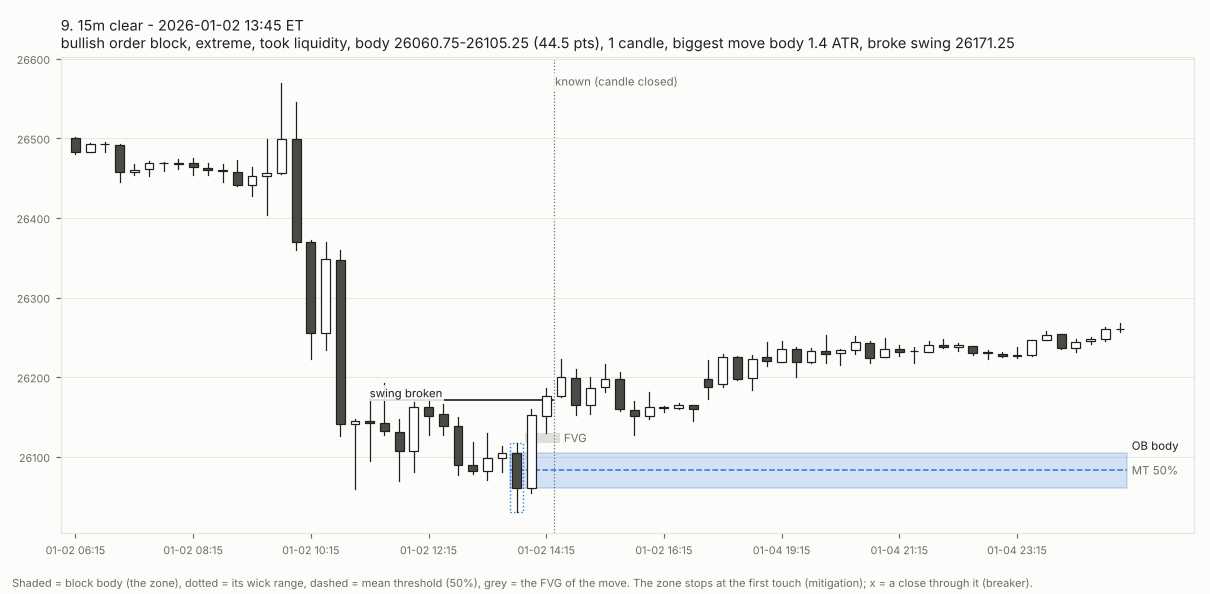 9. 15m clear - 2026-01-02 13:45 ET
bullish order block, extreme, took liquidity, body 26060.75-26105.25 (44.5 pts), 1 candle, biggest move body 1.4 ATR, broke swing 26171.25
26600
known (candle closed)
26500
26400
26300
26200
swing broken
FVG
OB body
26100
MT 50%
01-02 06:15
01-02 08:15
01-02 10:15
01-02 12:15
01-02 14:15
01-02 16:15
01-04 19:15
01-04 21:15
01-04 23:15
Shaded = block body (the zone), dotted = its wick range, dashed = mean threshold (50%), grey = the FVG of the move. The zone stops at the first touch (mitigation); x = a close through it (breaker).